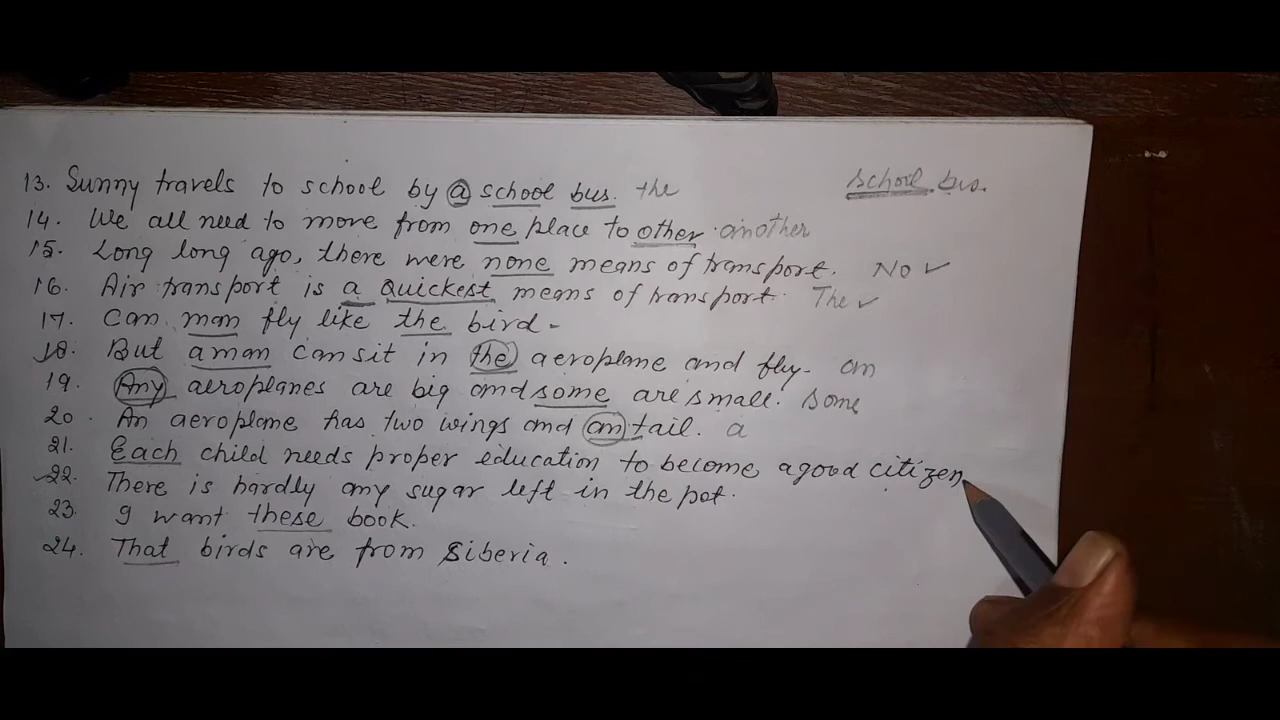 13. Sunny travels to school by a school bus. the school bus.
14. We all need to move from one place to other. another
15. Long long ago, there were none means of transport. No ✓
16. Air transport is a quickest means of transport. The ✓
17. Can man fly like the bird.
18. But a man can sit in the aeroplane and fly. an
19. Any aeroplanes are big and some are small. Some
20. An aeroplane has two wings and an tail. a
21. Each child needs proper education to become a good citizen
22. There is hardly any sugar left in the pot.
23. I want these book.
24. That birds are from Siberia.